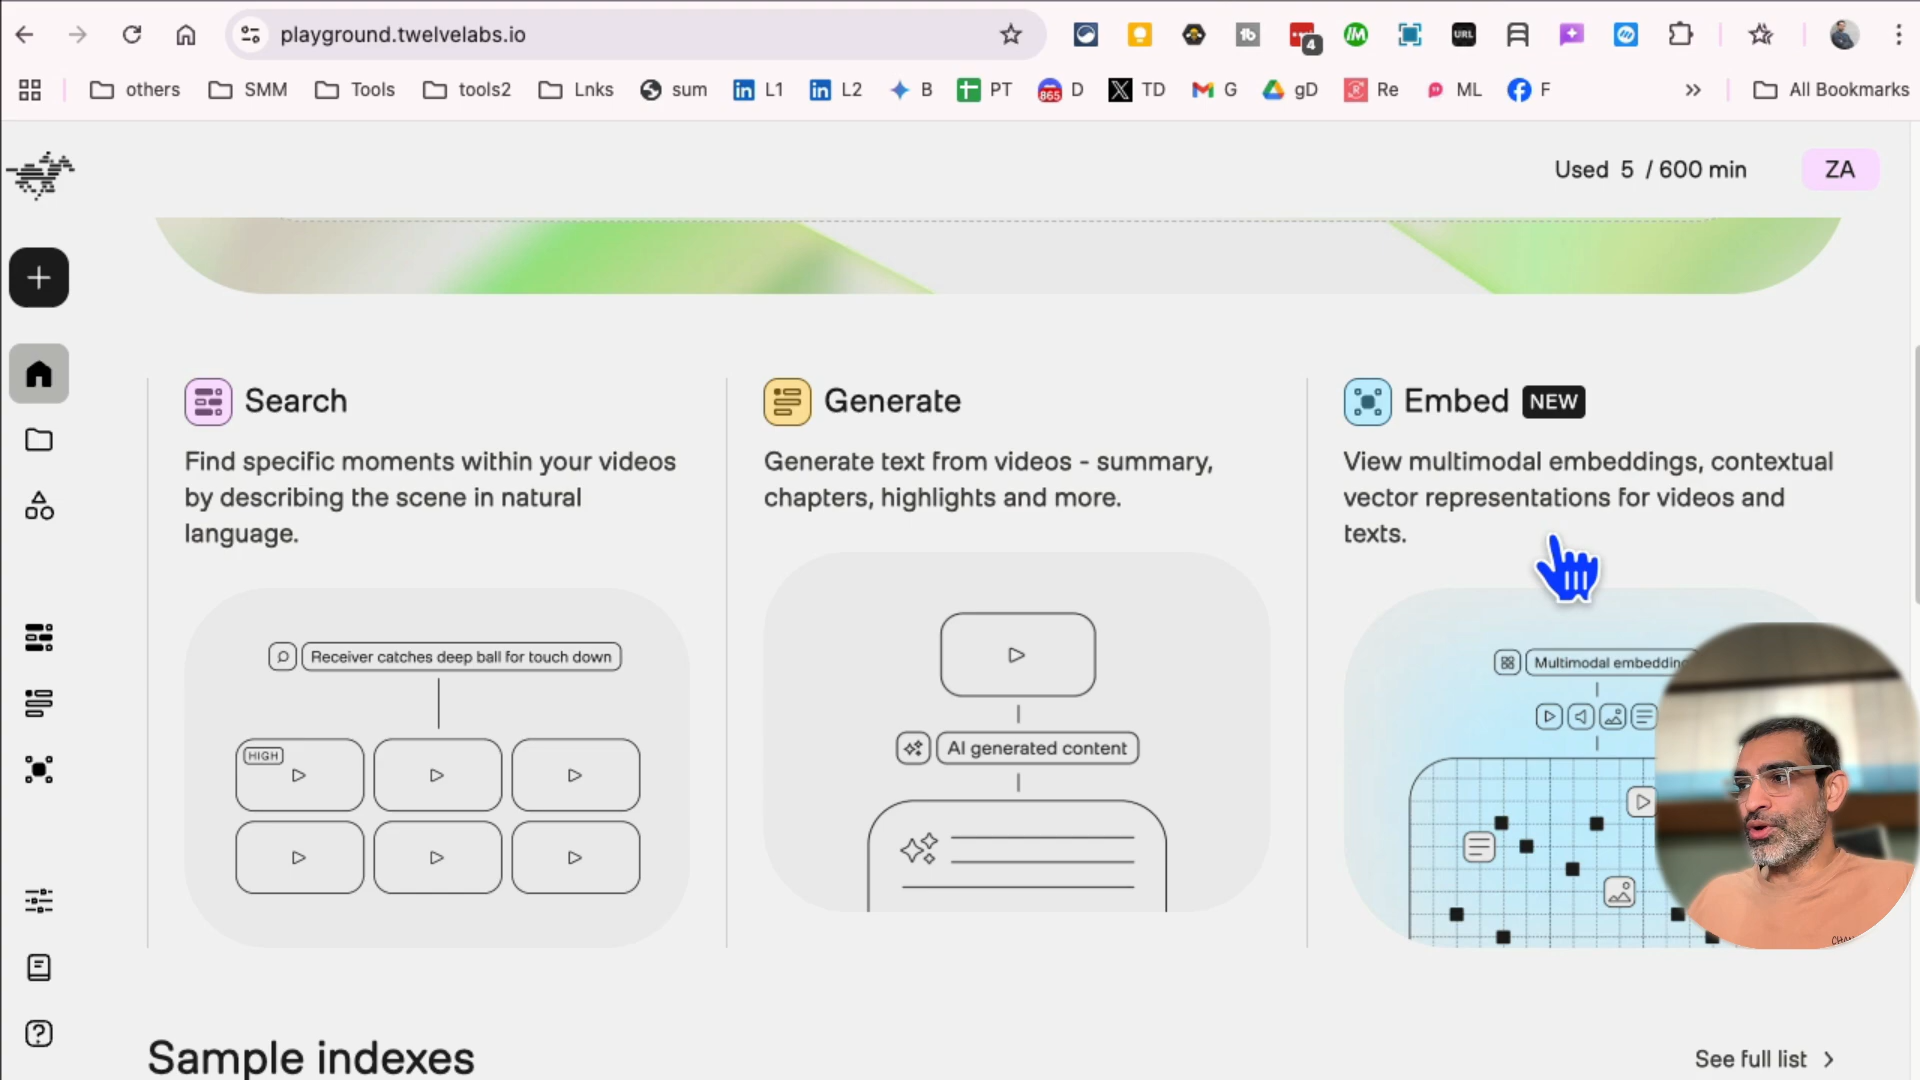 playground.twelvelabs.io
4
URL
others
SMM
Tools
tools2
Lnks
sum
L1
L2
B
PT
865
D
TD
G
gD
Re
ML
F
All Bookmarks
Used 5 / 600 min
ZA
Search
Find specific moments within your videos
by describing the scene in natural
language.
Receiver catches deep ball for touch down
HIGH
Generate
Generate text from videos - summary,
chapters, highlights and more.
AI generated content
Embed NEW
View multimodal embeddings, contextual
vector representations for videos and
texts.
Multimodal embedding
Sample indexes
See full list